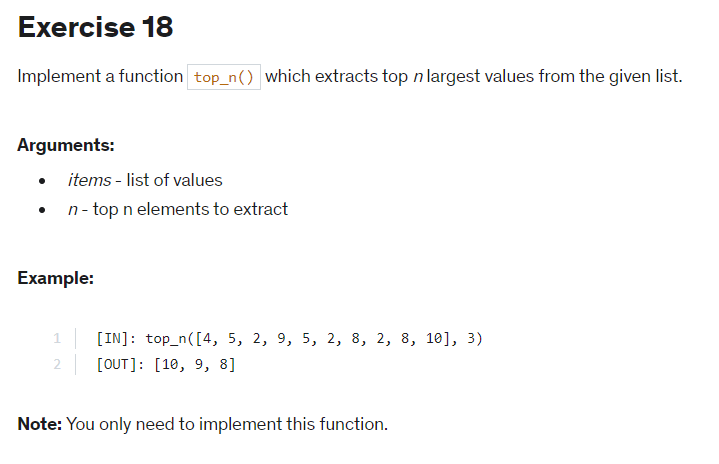 Exercise 18
Implement a function top_n() which extracts top n largest values from the given list.
Arguments:
• items - list of values
• n - top n elements to extract
Example:
1 [IN]: top_n([4, 5, 2, 9, 5, 2, 8, 2, 8, 10], 3)
2 [OUT]: [10, 9, 8]
Note: You only need to implement this function.